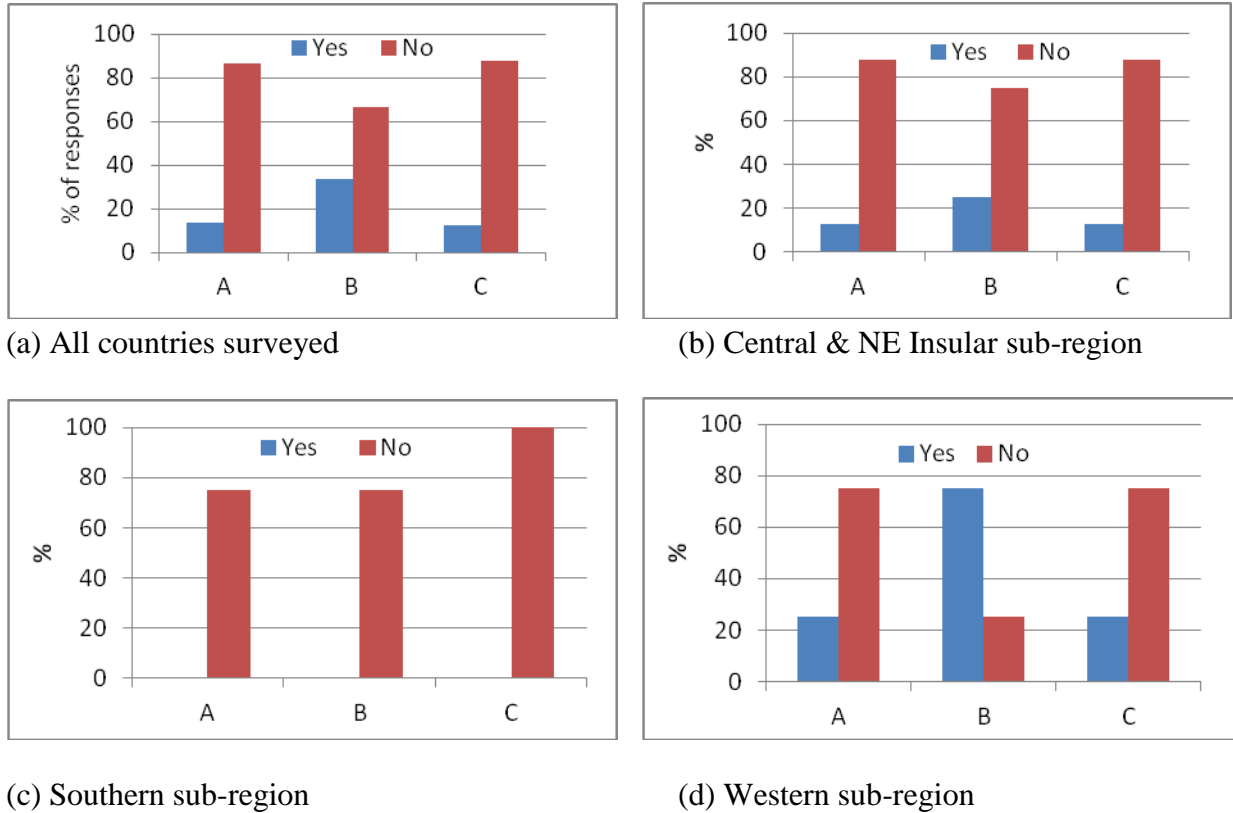 % of responses
100
80
60
40
20
0
Yes No
A B C
(a) All countries surveyed
%
100
80
60
40
20
0
Yes No
A B C
(b) Central & NE Insular sub-region
%
100
80
60
40
20
0
Yes No
A B C
(c) Southern sub-region
%
100
80
60
40
20
0
Yes No
A B C
(d) Western sub-region